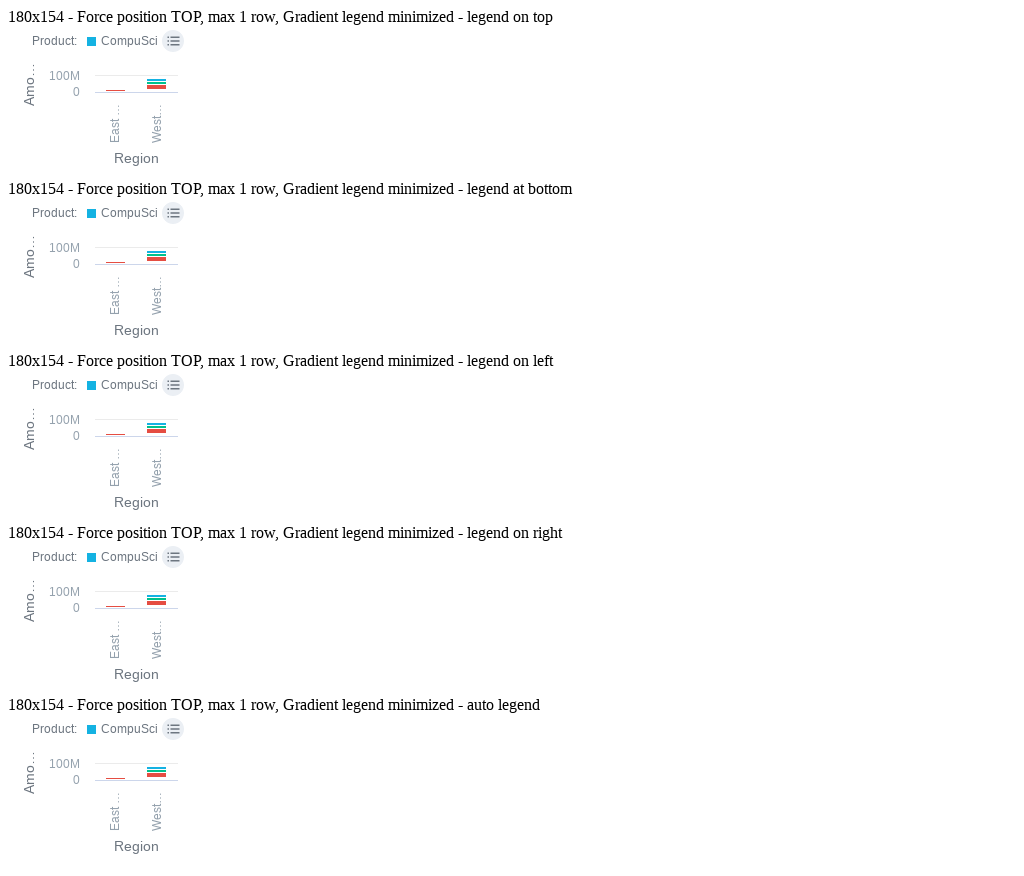 180x154 - Force position TOP, max 1 row, Gradient legend minimized - legend on top
Product: CompuSci
Amo…
100M
0
East …
West…
Region
180x154 - Force position TOP, max 1 row, Gradient legend minimized - legend at bottom
Product: CompuSci
Amo…
100M
0
East …
West…
Region
180x154 - Force position TOP, max 1 row, Gradient legend minimized - legend on left
Product: CompuSci
Amo…
100M
0
East …
West…
Region
180x154 - Force position TOP, max 1 row, Gradient legend minimized - legend on right
Product: CompuSci
Amo…
100M
0
East …
West…
Region
180x154 - Force position TOP, max 1 row, Gradient legend minimized - auto legend
Product: CompuSci
Amo…
100M
0
East …
West…
Region